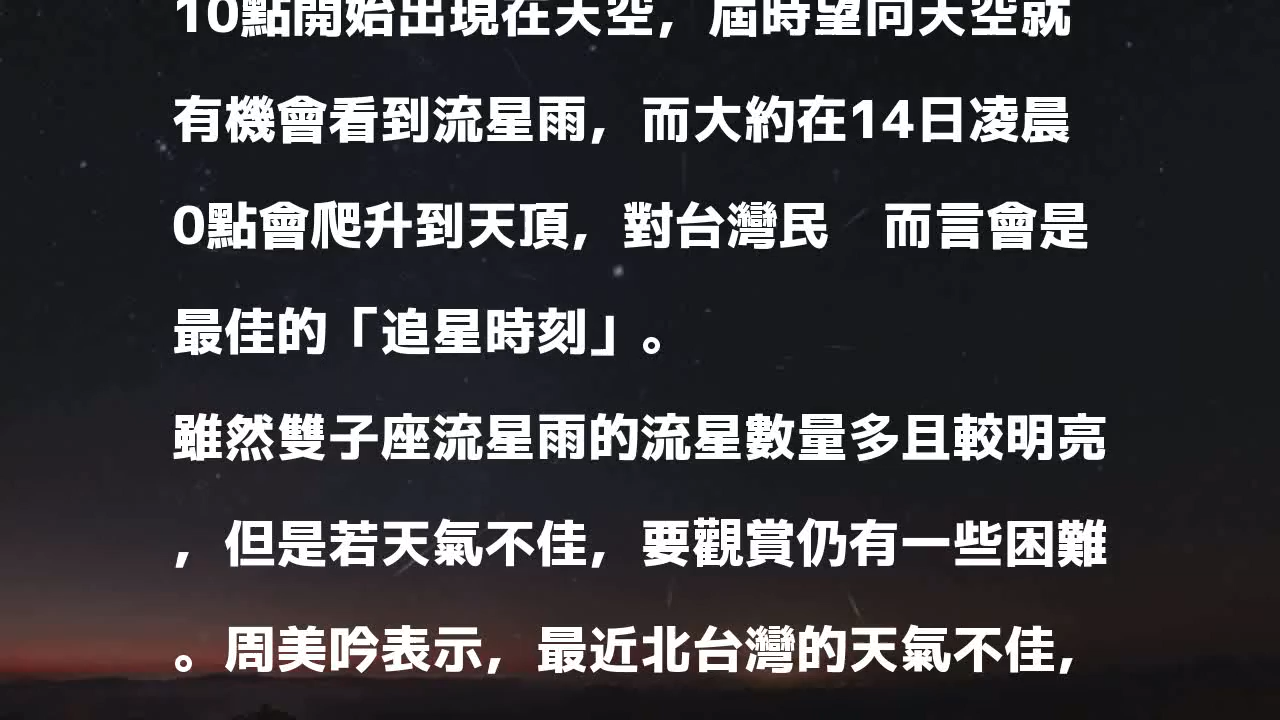 10點開始出現在天空，屆時望向天空就
有機會看到流星雨，而大約在14日凌晨
0點會爬升到天頂，對台灣民　而言會是
最佳的「追星時刻」。
雖然雙子座流星雨的流星數量多且較明亮
，但是若天氣不佳，要觀賞仍有一些困難
。周美吟表示，最近北台灣的天氣不佳，